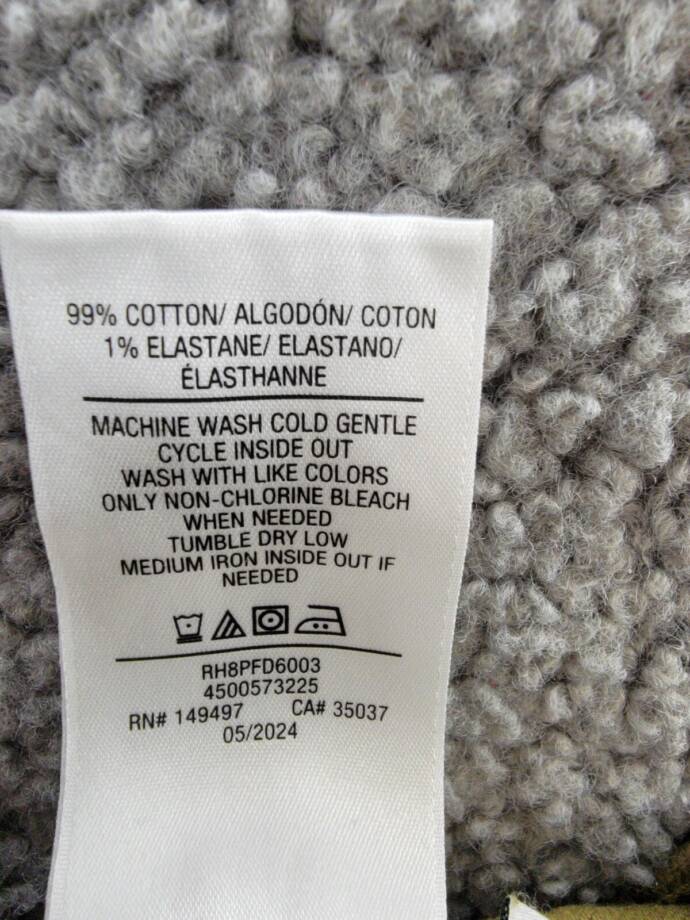 99% COTTON/ ALGODÓN/ COTON
1% ELASTANE/ ELASTANO/
ÉLASTHANNE
MACHINE WASH COLD GENTLE
CYCLE INSIDE OUT
WASH WITH LIKE COLORS
ONLY NON-CHLORINE BLEACH
WHEN NEEDED
TUMBLE DRY LOW
MEDIUM IRON INSIDE OUT IF
NEEDED
RH8PFD6003
4500573225
RN# 149497 CA# 35037
05/2024